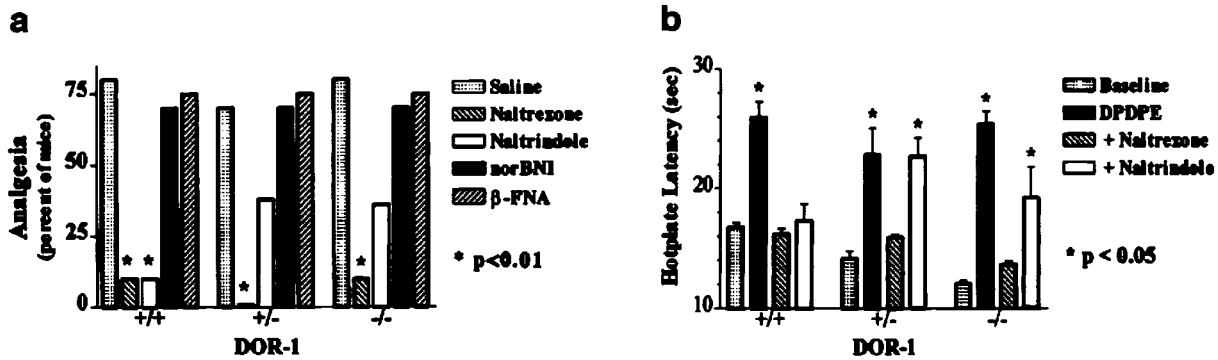 a
Analgesia
(percent of mice)
75
50
25
0
+/+
+/-
-/-
DOR-1
* * * *
Saline
Naltrexone
Naltrindole
norBNI
β-FNA
* p<0.01
b
Hotplate Latency (sec)
30
20
10
+/+
+/-
-/-
DOR-1
* * * * *
Baseline
DPDPE
+ Naltrexone
+ Naltrindole
* p < 0.05